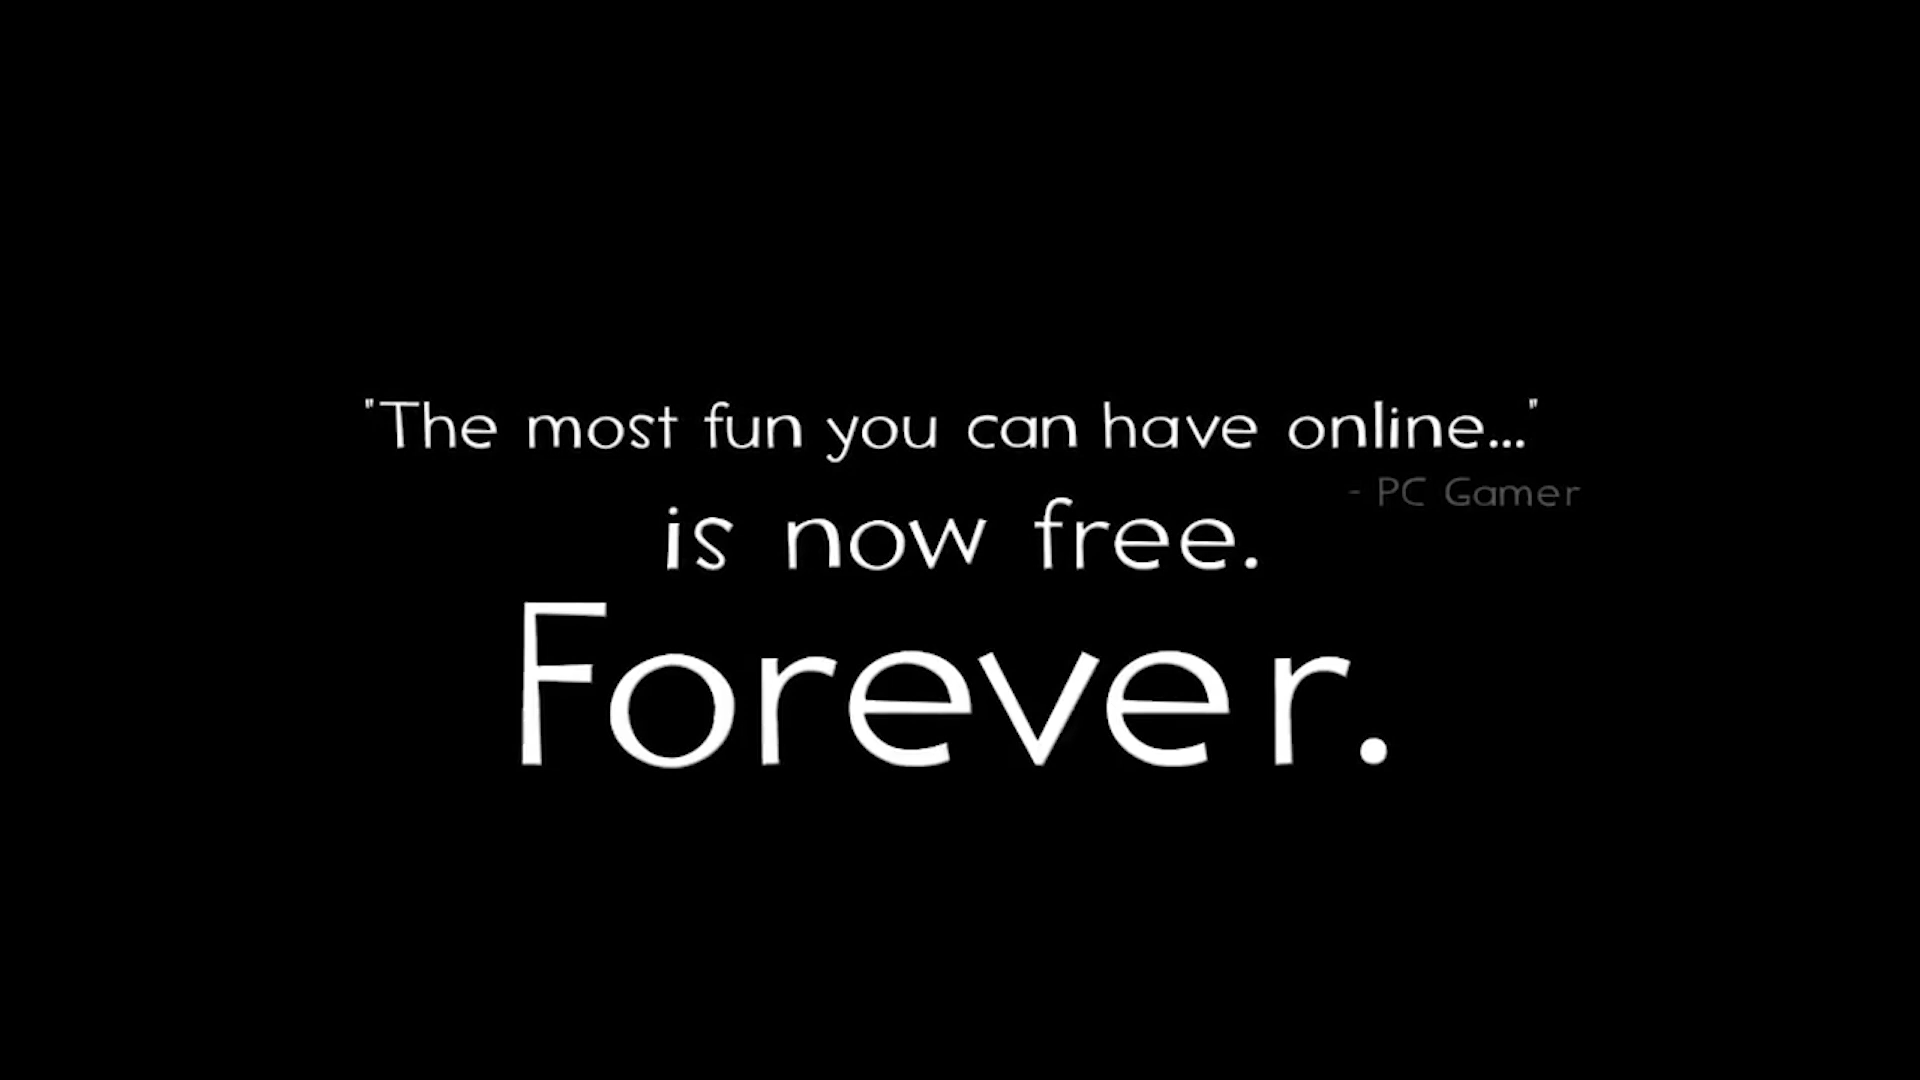 "The most fun you can have online..."
- PC Gamer
is now free.
Forever.